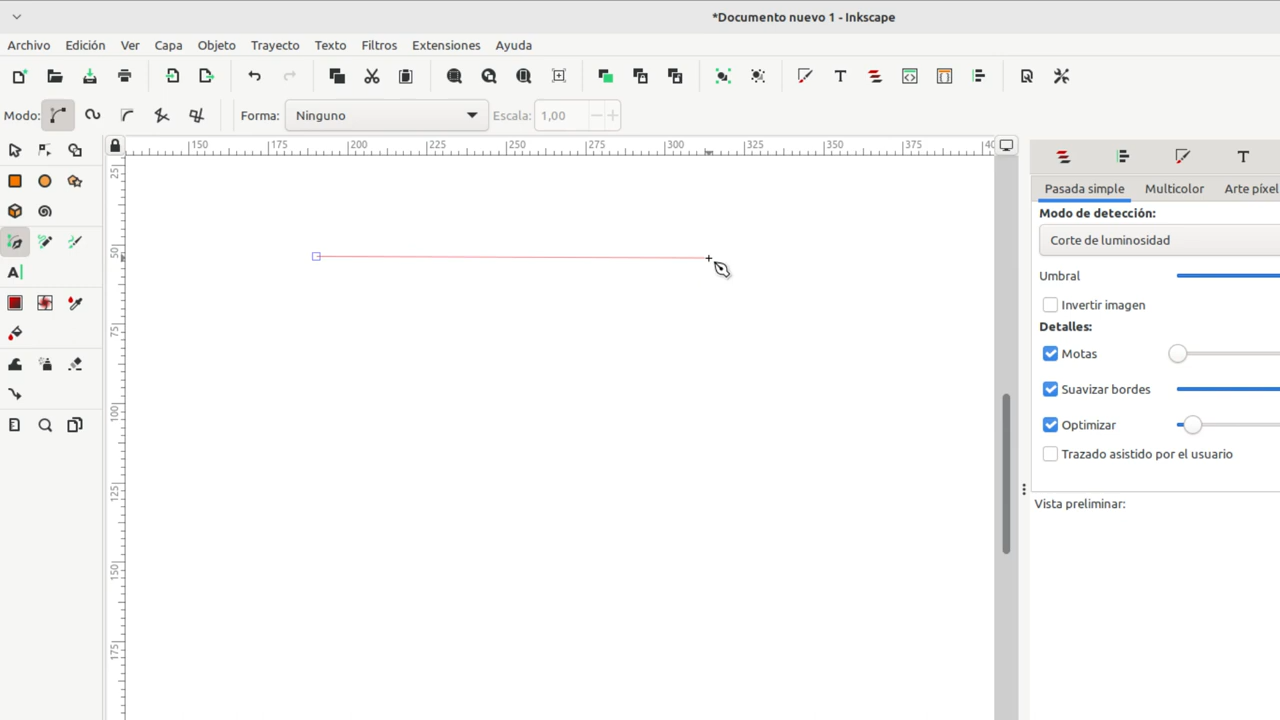 *Documento nuevo 1 - Inkscape
Archivo Edición Ver Capa Objeto Trayecto Texto Filtros Extensiones Ayuda
Modo: Forma: Ninguno Escala: 1,00
150 175 200 225 250 275 300 325 350 375 40
25
50
75
100
125
150
175
Pasada simple Multicolor Arte píxel
Modo de detección:
Corte de luminosidad
Umbral
Invertir imagen
Detalles:
Motas
Suavizar bordes
Optimizar
Trazado asistido por el usuario
Vista preliminar: